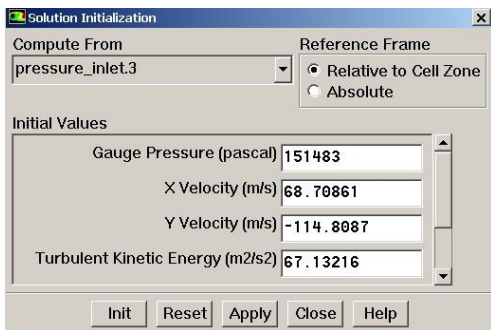 Solution Initialization
Compute From
pressure_inlet.3
Reference Frame
Relative to Cell Zone
Absolute
Initial Values
Gauge Pressure (pascal) 151483
X Velocity (m/s) 68.70861
Y Velocity (m/s) -114.8087
Turbulent Kinetic Energy (m2/s2) 67.13216
Init Reset Apply Close Help